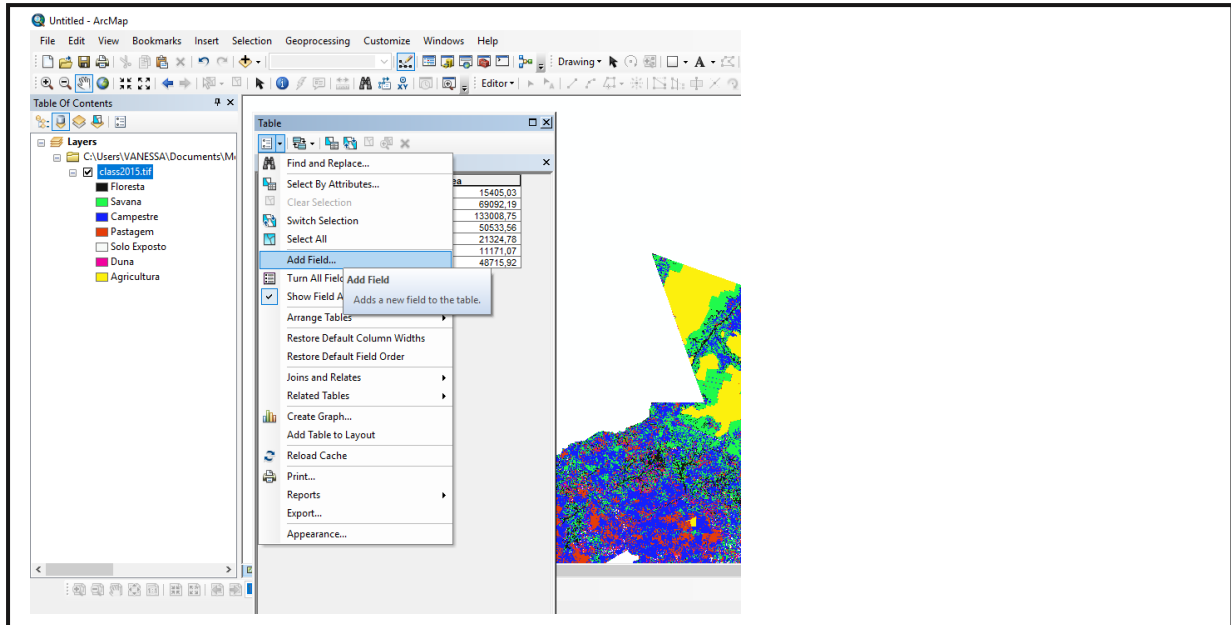 Untitled - ArcMap
File Edit View Bookmarks Insert Selection Geoprocessing Customize Windows Help
Drawing
Editor
Table Of Contents
Layers
C:\Users\VANESSA\Documents\M
class2015.tif
Floresta
Savana
Campestre
Pastagem
Solo Exposto
Duna
Agricultura
Table
Find and Replace...
Select By Attributes...
Clear Selection
Switch Selection
Select All
Add Field...
Turn All Field
Show Field A
Arrange Tables
Restore Default Column Widths
Restore Default Field Order
Joins and Relates
Related Tables
Create Graph...
Add Table to Layout
Reload Cache
Print...
Reports
Export...
Appearance...
Add Field
Adds a new field to the table.
ea
15405,03
69092,19
133008,75
50533,56
21324,78
11171,07
48715,92